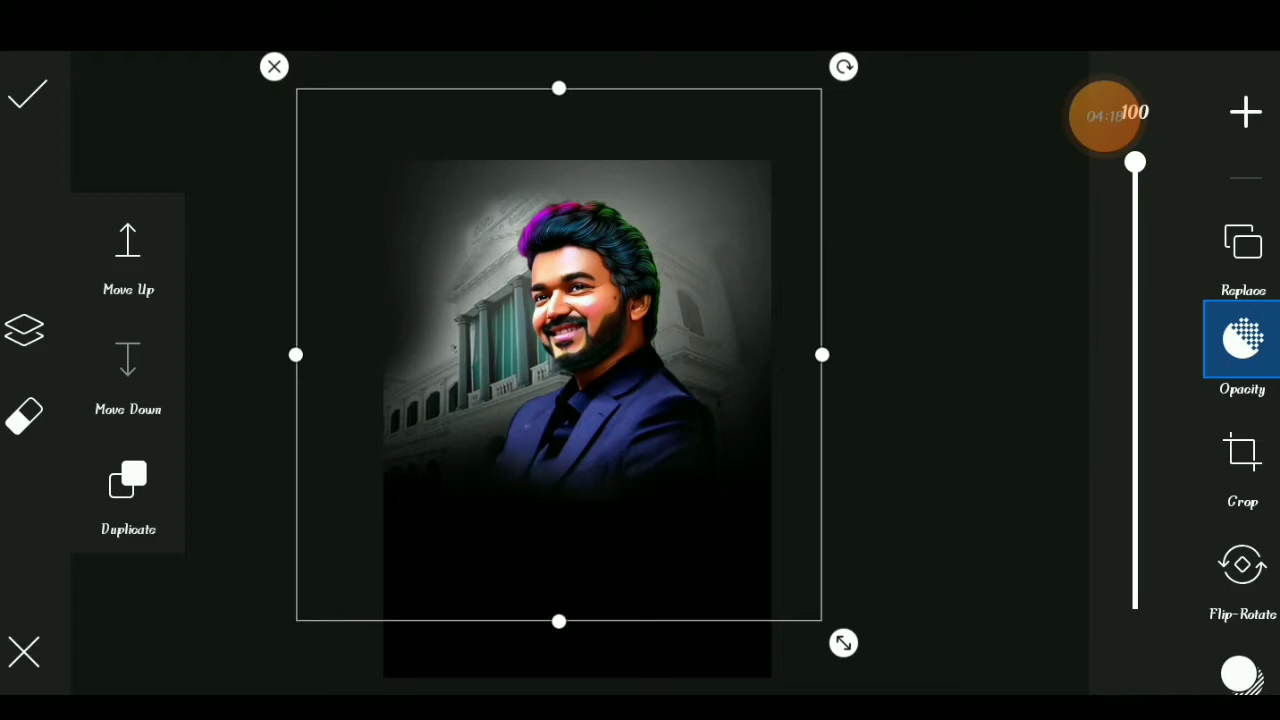 04:18
100
Move Up
Replace
Opacity
Move Down
Crop
Duplicate
Flip-Rotate